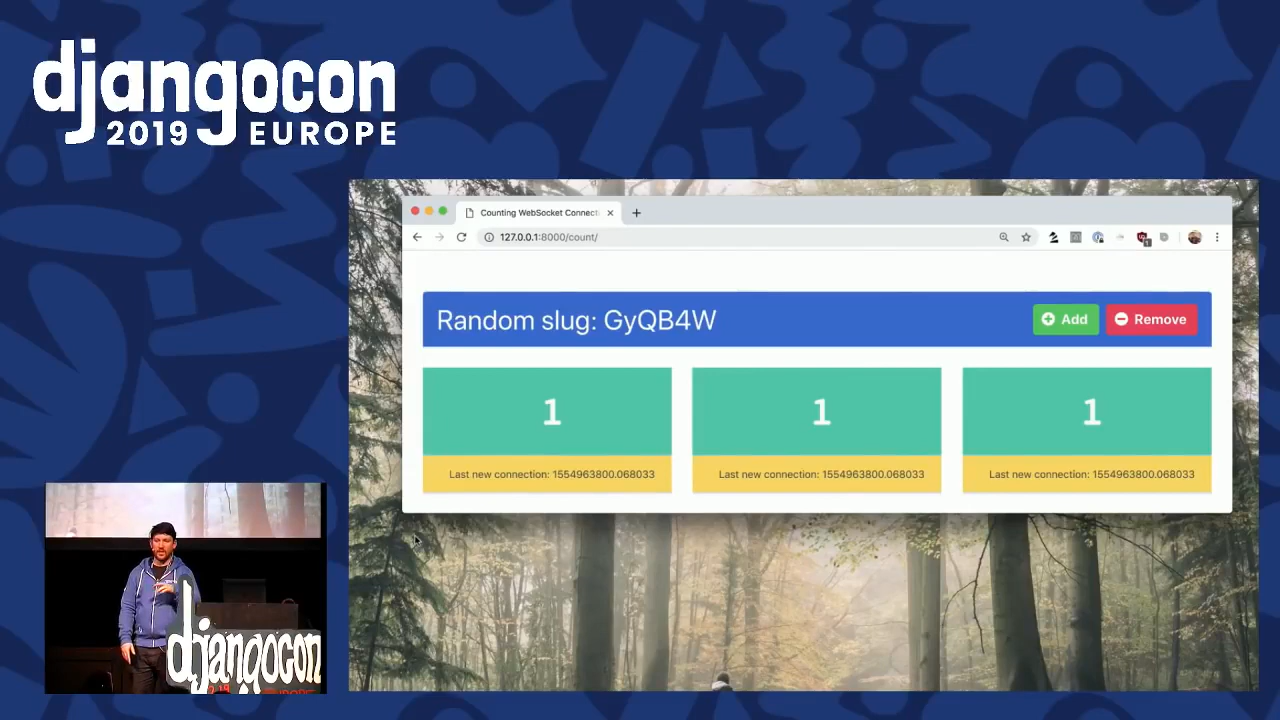 djangocon
2019 EUROPE
Counting WebSocket Connect
127.0.0.1:8000/count/
Random slug: GyQB4W
Add
Remove
1
1
1
Last new connection: 1554963800.068033
Last new connection: 1554963800.068033
Last new connection: 1554963800.068033
djangocon
EUROPE